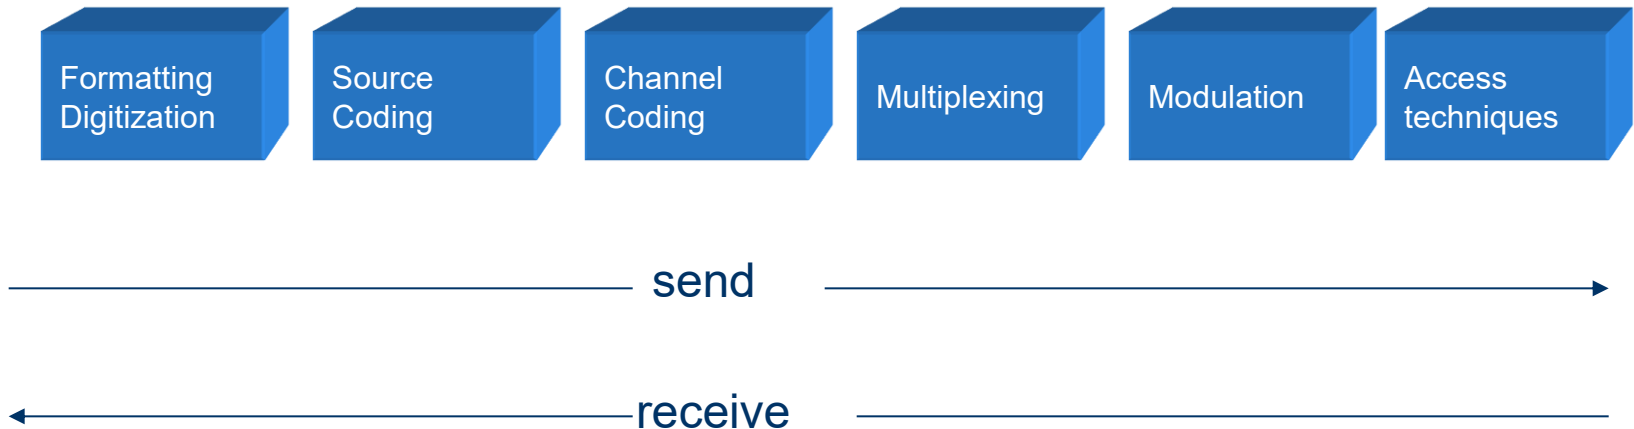 Formatting
Digitization
Source
Coding
Channel
Coding
Multiplexing
Modulation
Access
techniques
send
receive